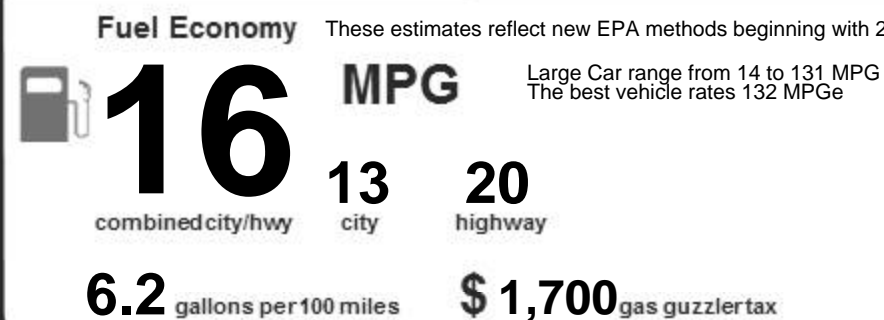 Fuel Economy These estimates reflect new EPA methods beginning with 2
16 MPG Large Car range from 14 to 131 MPG
The best vehicle rates 132 MPGe
13 20
combined city/hwy city highway
6.2 gallons per 100 miles $ 1,700 gas guzzler tax